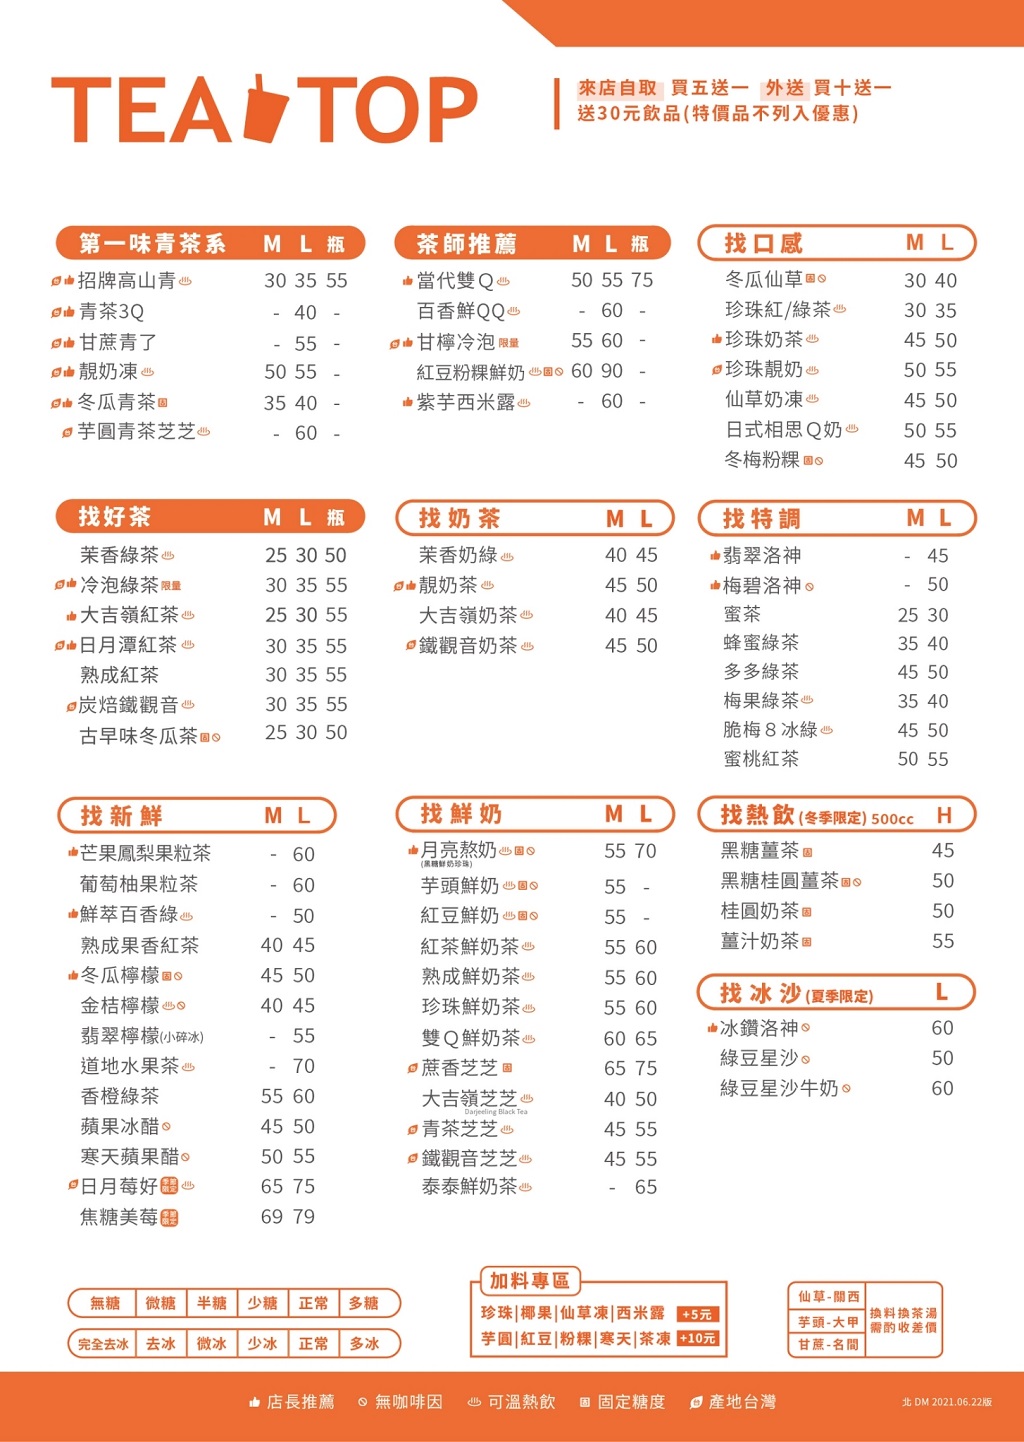 TEA TOP
來店自取 買五送一 外送 買十送一
送30元飲品(特價品不列入優惠)
第一味青茶系 M L 瓶
招牌高山青 30 35 55
青茶3Q - 40 -
甘蔗青了 - 55 -
靚奶凍 50 55 -
冬瓜青茶 固 35 40 -
芋圓青茶芝芝 - 60 -
茶師推薦 M L 瓶
當代雙Q 50 55 75
百香鮮QQ - 60 -
甘檸冷泡 限量 55 60 -
紅豆粉粿鮮奶 固 60 90 -
紫芋西米露 - 60 -
找口感 M L
冬瓜仙草 固 30 40
珍珠紅/綠茶 30 35
珍珠奶茶 45 50
珍珠靚奶 50 55
仙草奶凍 45 50
日式相思Q奶 50 55
冬梅粉粿 固 45 50
找好茶 M L 瓶
茉香綠茶 25 30 50
冷泡綠茶 限量 30 35 55
大吉嶺紅茶 25 30 55
日月潭紅茶 30 35 55
熟成紅茶 30 35 55
炭焙鐵觀音 30 35 55
古早味冬瓜茶 固 25 30 50
找奶茶 M L
茉香奶綠 40 45
靚奶茶 45 50
大吉嶺奶茶 40 45
鐵觀音奶茶 45 50
找特調 M L
翡翠洛神 - 45
梅碧洛神 - 50
蜜茶 25 30
蜂蜜綠茶 35 40
多多綠茶 45 50
梅果綠茶 35 40
脆梅8冰綠 45 50
蜜桃紅茶 50 55
找新鮮 M L
芒果鳳梨果粒茶 - 60
葡萄柚果粒茶 - 60
鮮萃百香綠 - 50
熟成果香紅茶 40 45
冬瓜檸檬 固 45 50
金桔檸檬 40 45
翡翠檸檬(小碎冰) - 55
道地水果茶 - 70
香橙綠茶 55 60
蘋果冰醋 45 50
寒天蘋果醋 50 55
日月莓好 季節限定 65 75
焦糖美莓 季節限定 69 79
找鮮奶 M L
月亮熬奶 固 55 70
(黑糖鮮奶珍珠)
芋頭鮮奶 固 55 -
紅豆鮮奶 固 55 -
紅茶鮮奶茶 55 60
熟成鮮奶茶 55 60
珍珠鮮奶茶 55 60
雙Q鮮奶茶 60 65
蔗香芝芝 固 65 75
大吉嶺芝芝 40 50
Darjeeling Black Tea
青茶芝芝 45 55
鐵觀音芝芝 45 55
泰泰鮮奶茶 - 65
找熱飲(冬季限定) 500cc H
黑糖薑茶 固 45
黑糖桂圓薑茶 固 50
桂圓奶茶 固 50
薑汁奶茶 固 55
找冰沙(夏季限定) L
冰鑽洛神 60
綠豆星沙 50
綠豆星沙牛奶 60
無糖 微糖 半糖 少糖 正常 多糖
完全去冰 去冰 微冰 少冰 正常 多冰
加料專區
珍珠|椰果|仙草凍|西米露 +5元
芋圓|紅豆|粉粿|寒天|茶凍 +10元
仙草-關西
芋頭-大甲
甘蔗-名間
換料換茶湯
需酌收差價
店長推薦 無咖啡因 可溫熱飲 固 固定糖度 產地台灣
北 DM 2021.06.22版